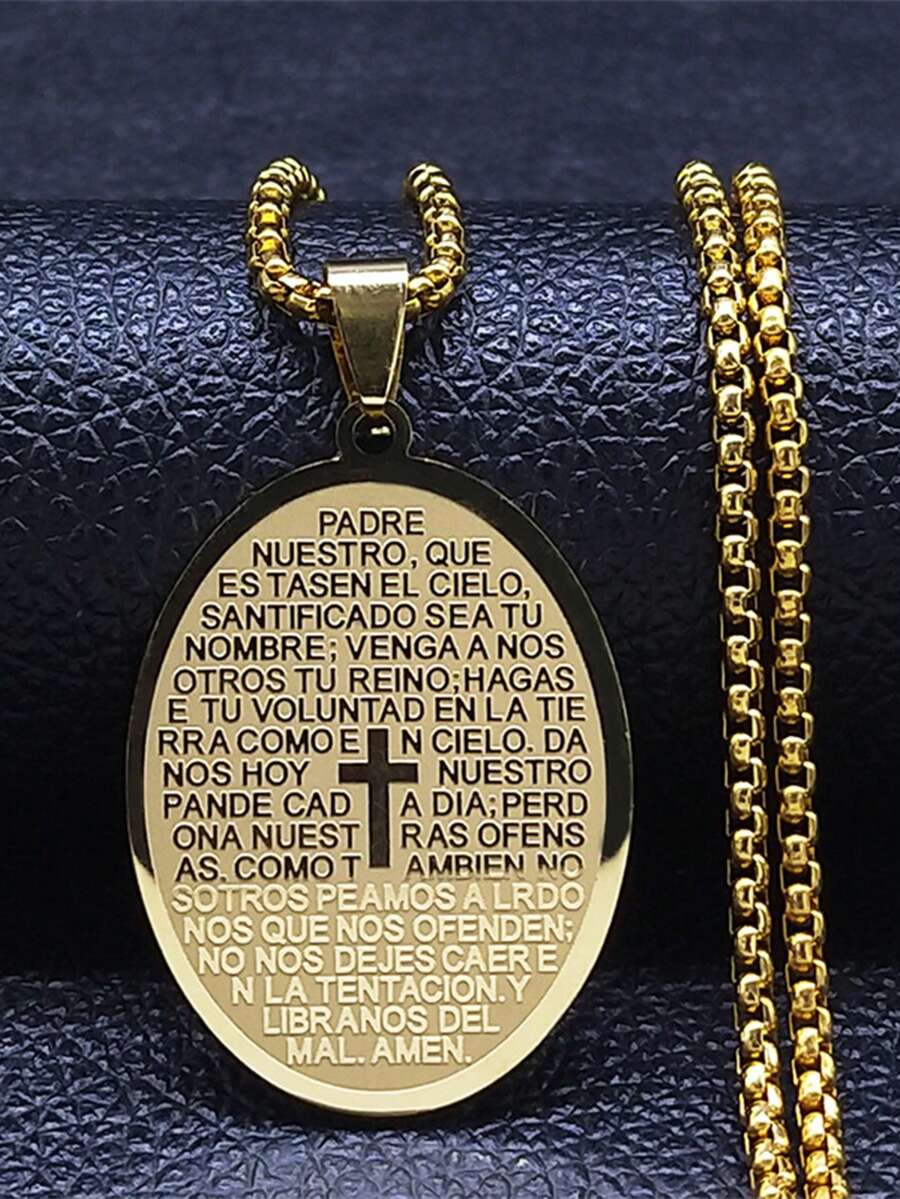 PADRE
NUESTRO, QUE
ES TASEN EL CIELO,
SANTIFICADO SEA TU
NOMBRE; VENGA A NOS
OTROS TU REINO;HAGAS
E TU VOLUNTAD EN LA TIE
RRA COMO E N CIELO. DA
NOS HOY NUESTRO
PANDE CAD A DIA; PERD
ONA NUEST RAS OFENS
AS, COMO T AMBIEN NO
SOTROS PEAMOS A LRDO
NOS QUE NOS OFENDEN;
NO NOS DEJES CAER E
N LA TENTACION. Y
LIBRANOS DEL
MAL. AMEN.